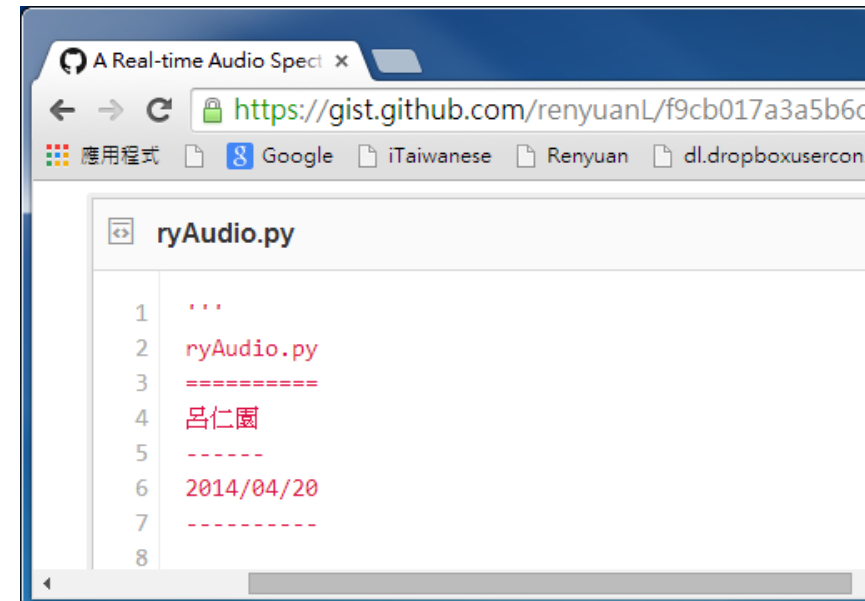 A Real-time Audio Spect
https://gist.github.com/renyuanL/f9cb017a3a5b6c
應用程式 Google iTaiwanese Renyuan dl.dropboxusercon
ryAudio.py
1 '''
2 ryAudio.py
3 ==========
4 呂仁園
5 ------
6 2014/04/20
7 ----------
8